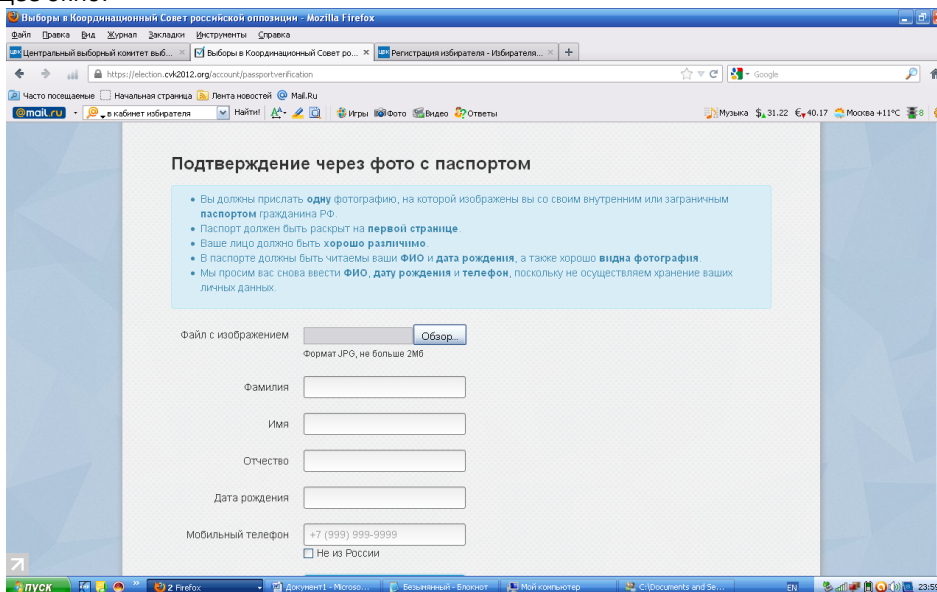 Выборы в Координационный Совет российской оппозиции - Mozilla Firefox
Файл Правка Вид Журнал Закладки Инструменты Справка
Центральный выборный комитет выб... Выборы в Координационный Совет ро... Регистрация избирателя - Избирателя...
https://election.cvk2012.org/account/passportverification Google
Часто посещаемые Начальная страница Лента новостей Mail.Ru
@mail.ru в кабинет избирателя Найти! Игры Фото Видео Ответы Музыка $ 31.22 € 40.17 Москва +11°C 8
Подтверждение через фото с паспортом
• Вы должны прислать одну фотографию, на которой изображены вы со своим внутренним или заграничным
паспортом гражданина РФ.
• Паспорт должен быть раскрыт на первой странице.
• Ваше лицо должно быть хорошо различимо.
• В паспорте должны быть читаемы ваши ФИО и дата рождения, а также хорошо видна фотография.
• Мы просим вас снова ввести ФИО, дату рождения и телефон, поскольку не осуществляем хранение ваших
личных данных.
Файл с изображением Обзор...
Формат JPG, не больше 2Мб
Фамилия
Имя
Отчество
Дата рождения
Мобильный телефон +7 (999) 999-9999
Не из России
пуск 2 Firefox Документ1 - Microso... Безымянный - Блокнот Мой компьютер C:\Documents and Se... EN 23:59